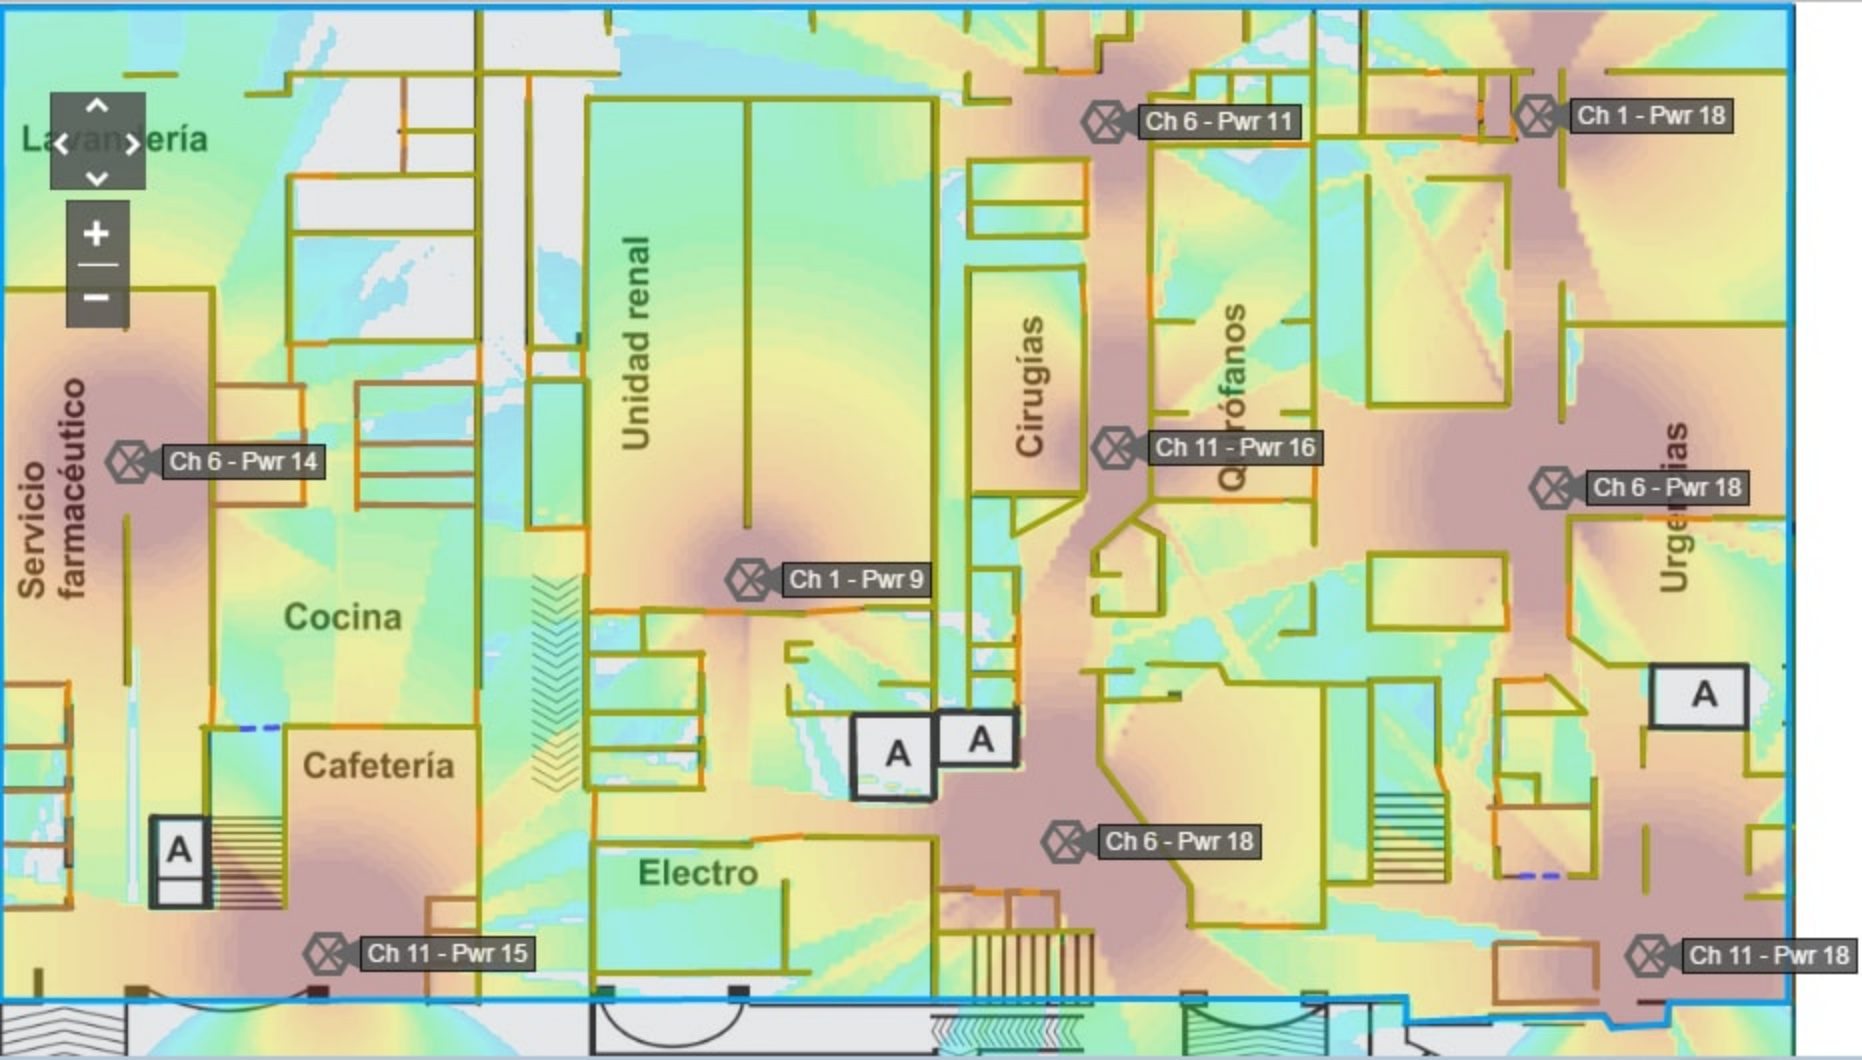 Lavandería
Ch 6 - Pwr 11
Ch 1 - Pwr 18
+
−
Unidad renal
Cirugías
Quirófanos
Servicio
farmacéutico
Ch 6 - Pwr 14
Ch 11 - Pwr 16
Ch 6 - Pwr 18
Urgencias
Ch 1 - Pwr 9
Cocina
A
A
A
Cafetería
A
Ch 6 - Pwr 18
Electro
Ch 11 - Pwr 15
Ch 11 - Pwr 18